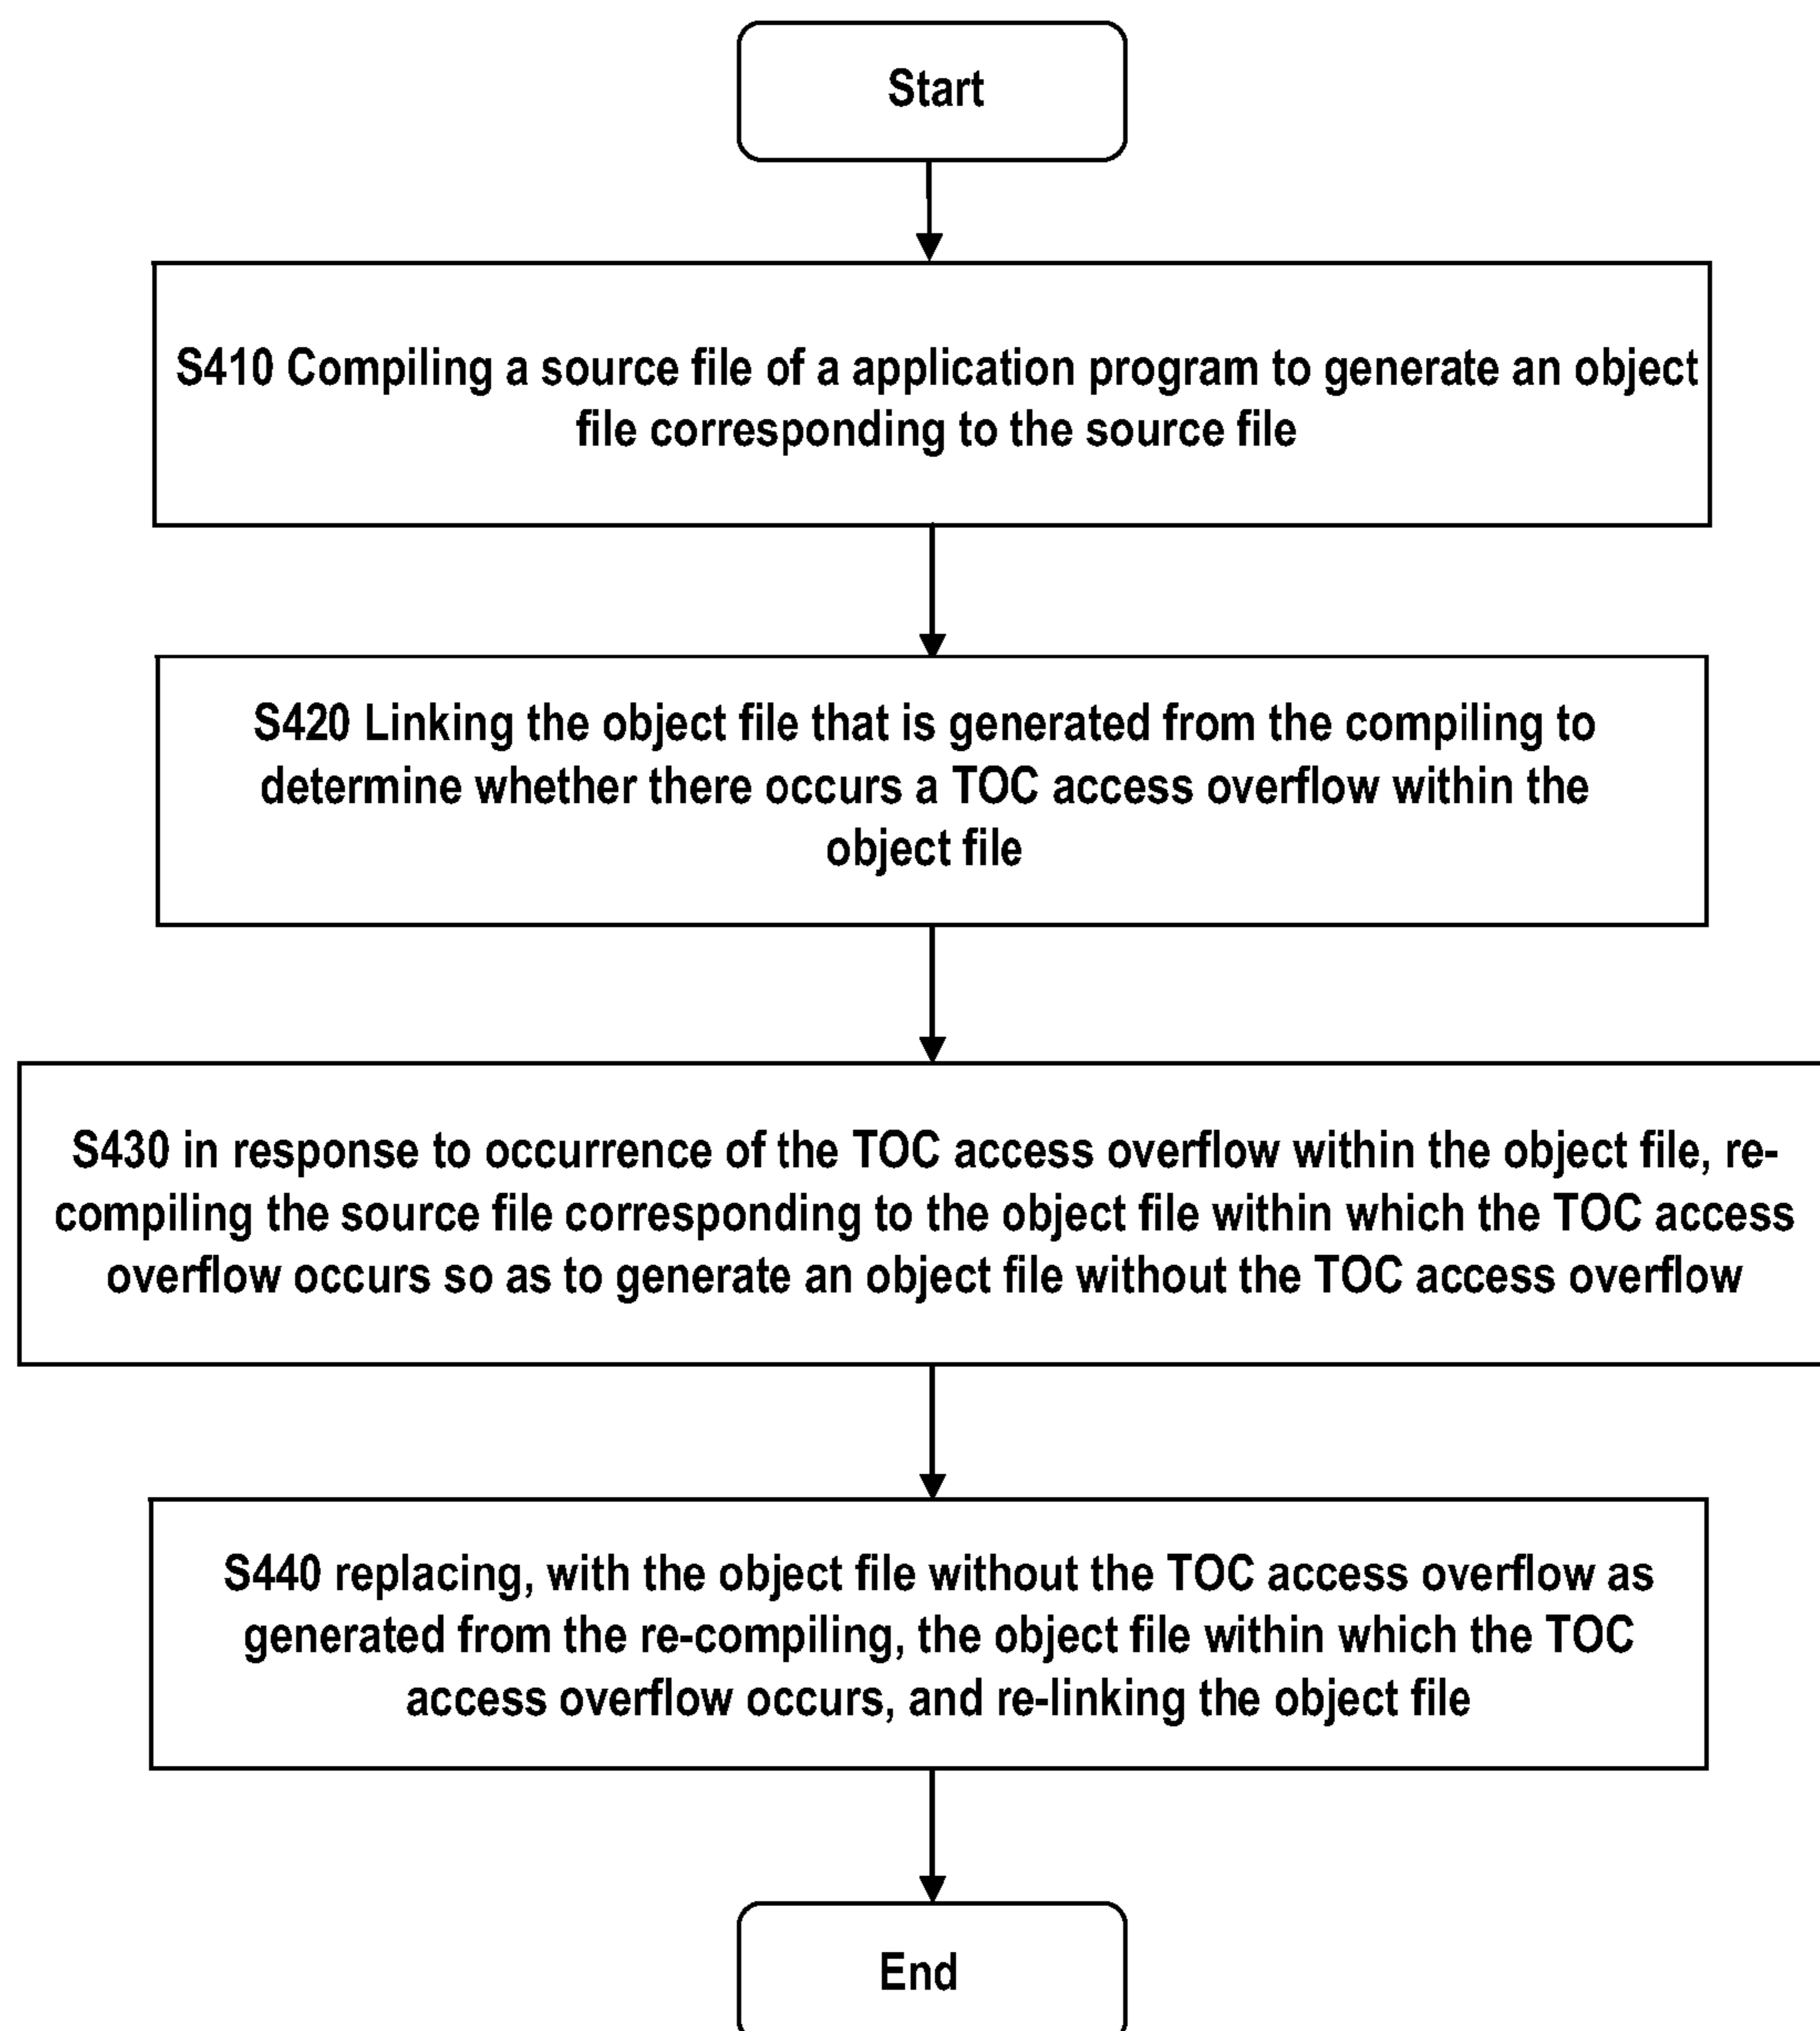 Start
S410 Compiling a source file of a application program to generate an object
file corresponding to the source file
S420 Linking the object file that is generated from the compiling to
determine whether there occurs a TOC access overflow within the
object file
S430 in response to occurrence of the TOC access overflow within the object file, re-
compiling the source file corresponding to the object file within which the TOC access
overflow occurs so as to generate an object file without the TOC access overflow
S440 replacing, with the object file without the TOC access overflow as
generated from the re-compiling, the object file within which the TOC
access overflow occurs, and re-linking the object file
End